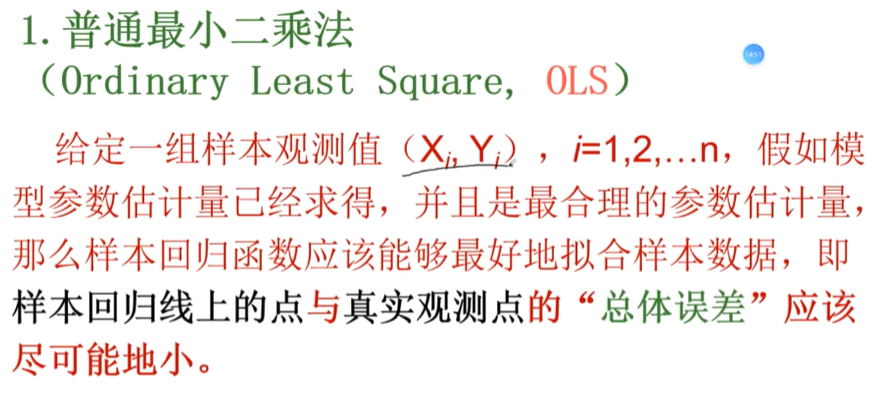 1. 普通最小二乘法
（Ordinary Least Square, OLS）
给定一组样本观测值（Xi, Yi），i=1,2,…n，假如模
型参数估计量已经求得，并且是最合理的参数估计量，
那么样本回归函数应该能够最好地拟合样本数据，即
样本回归线上的点与真实观测点的“总体误差”应该
尽可能地小。